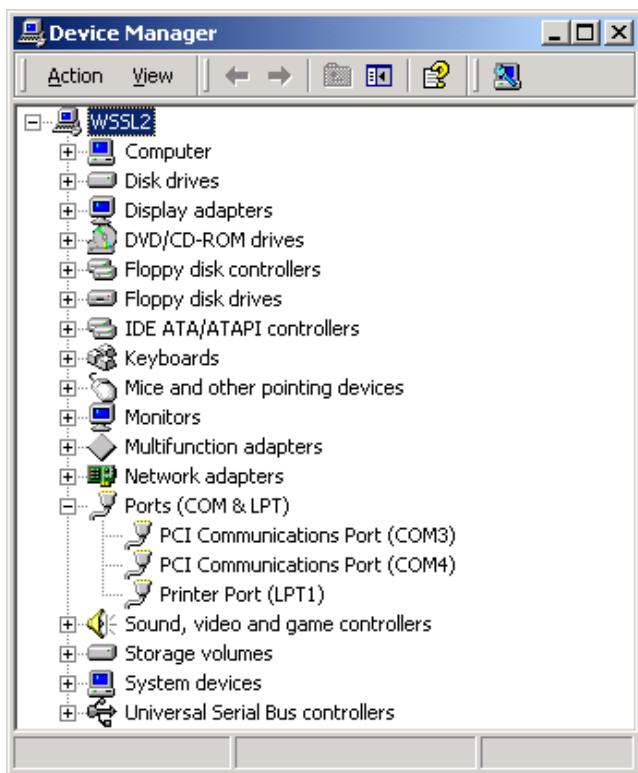 Device Manager
Action View
WSSL2
Computer
Disk drives
Display adapters
DVD/CD-ROM drives
Floppy disk controllers
Floppy disk drives
IDE ATA/ATAPI controllers
Keyboards
Mice and other pointing devices
Monitors
Multifunction adapters
Network adapters
Ports (COM & LPT)
PCI Communications Port (COM3)
PCI Communications Port (COM4)
Printer Port (LPT1)
Sound, video and game controllers
Storage volumes
System devices
Universal Serial Bus controllers